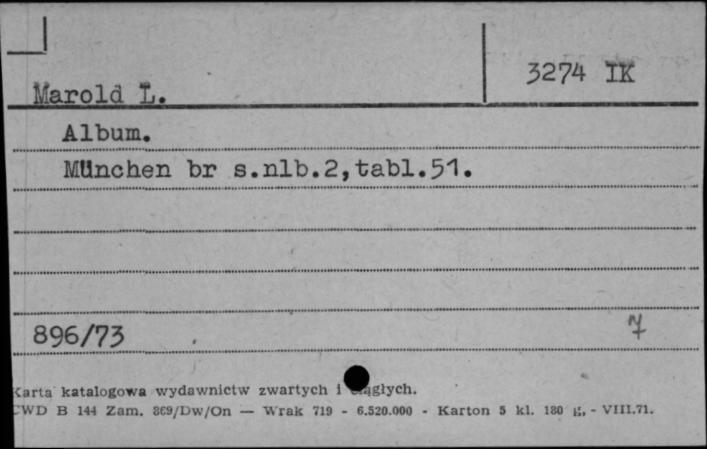 3274 IK
Marold L.
Album.
München br s.nlb.2,tabl.51.
896/73 7
Karta katalogowa wydawnictw zwartych i ciągłych.
CWD B 144 Zam. 869/Dw/On — Wrak 719 - 6.520.000 - Karton 5 kl. 180 g, - VIII.71.